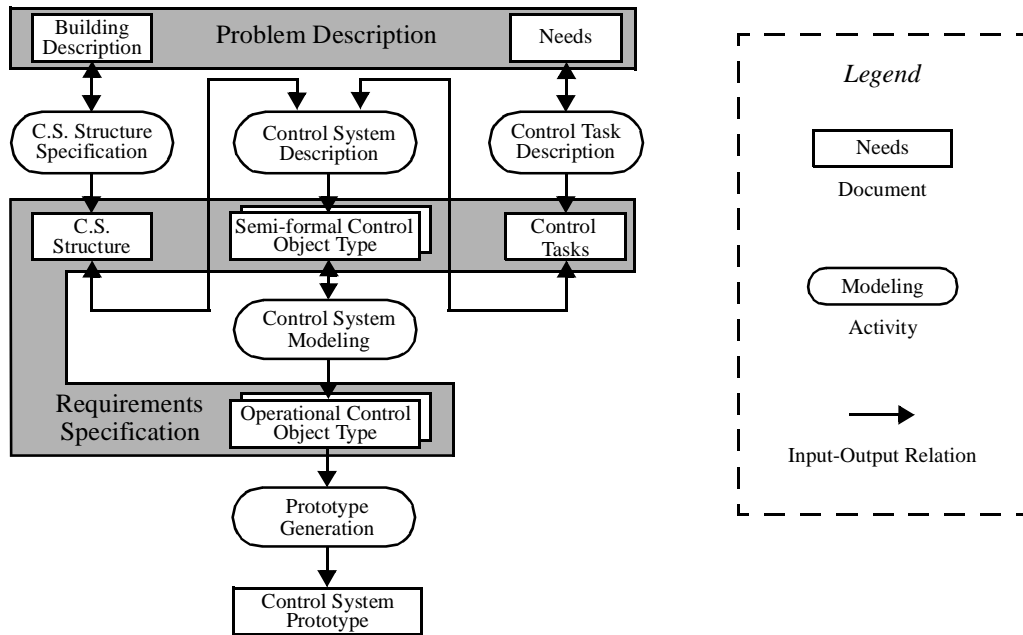 Building
Description
Problem Description
Needs
Legend
C.S. Structure
Specification
Control System
Description
Control Task
Description
Needs
Document
C.S.
Structure
Semi-formal Control
Object Type
Control
Tasks
Modeling
Activity
Control System
Modeling
Requirements
Specification
Operational Control
Object Type
Input-Output Relation
Prototype
Generation
Control System
Prototype